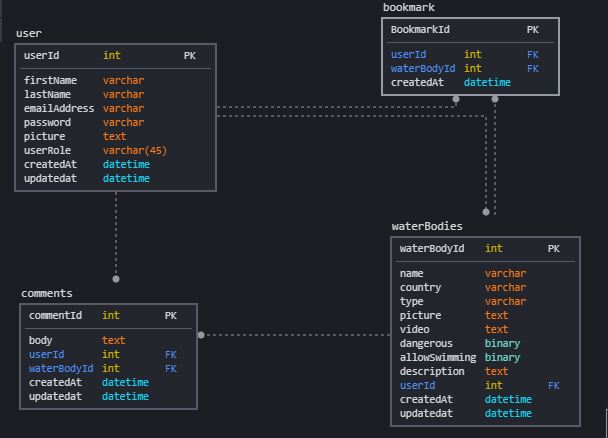 user
userId int PK
firstName varchar
lastName varchar
emailAddress varchar
password varchar
picture text
userRole varchar(45)
createdAt datetime
updatedat datetime
bookmark
BookmarkId PK
userId int FK
waterBodyId int FK
createdAt datetime
comments
commentId int PK
body text
userId int FK
waterBodyId int FK
createdAt datetime
updatedat datetime
waterBodies
waterBodyId int PK
name varchar
country varchar
type varchar
picture text
video text
dangerous binary
allowSwimming binary
description text
userId int FK
createdAt datetime
updatedat datetime